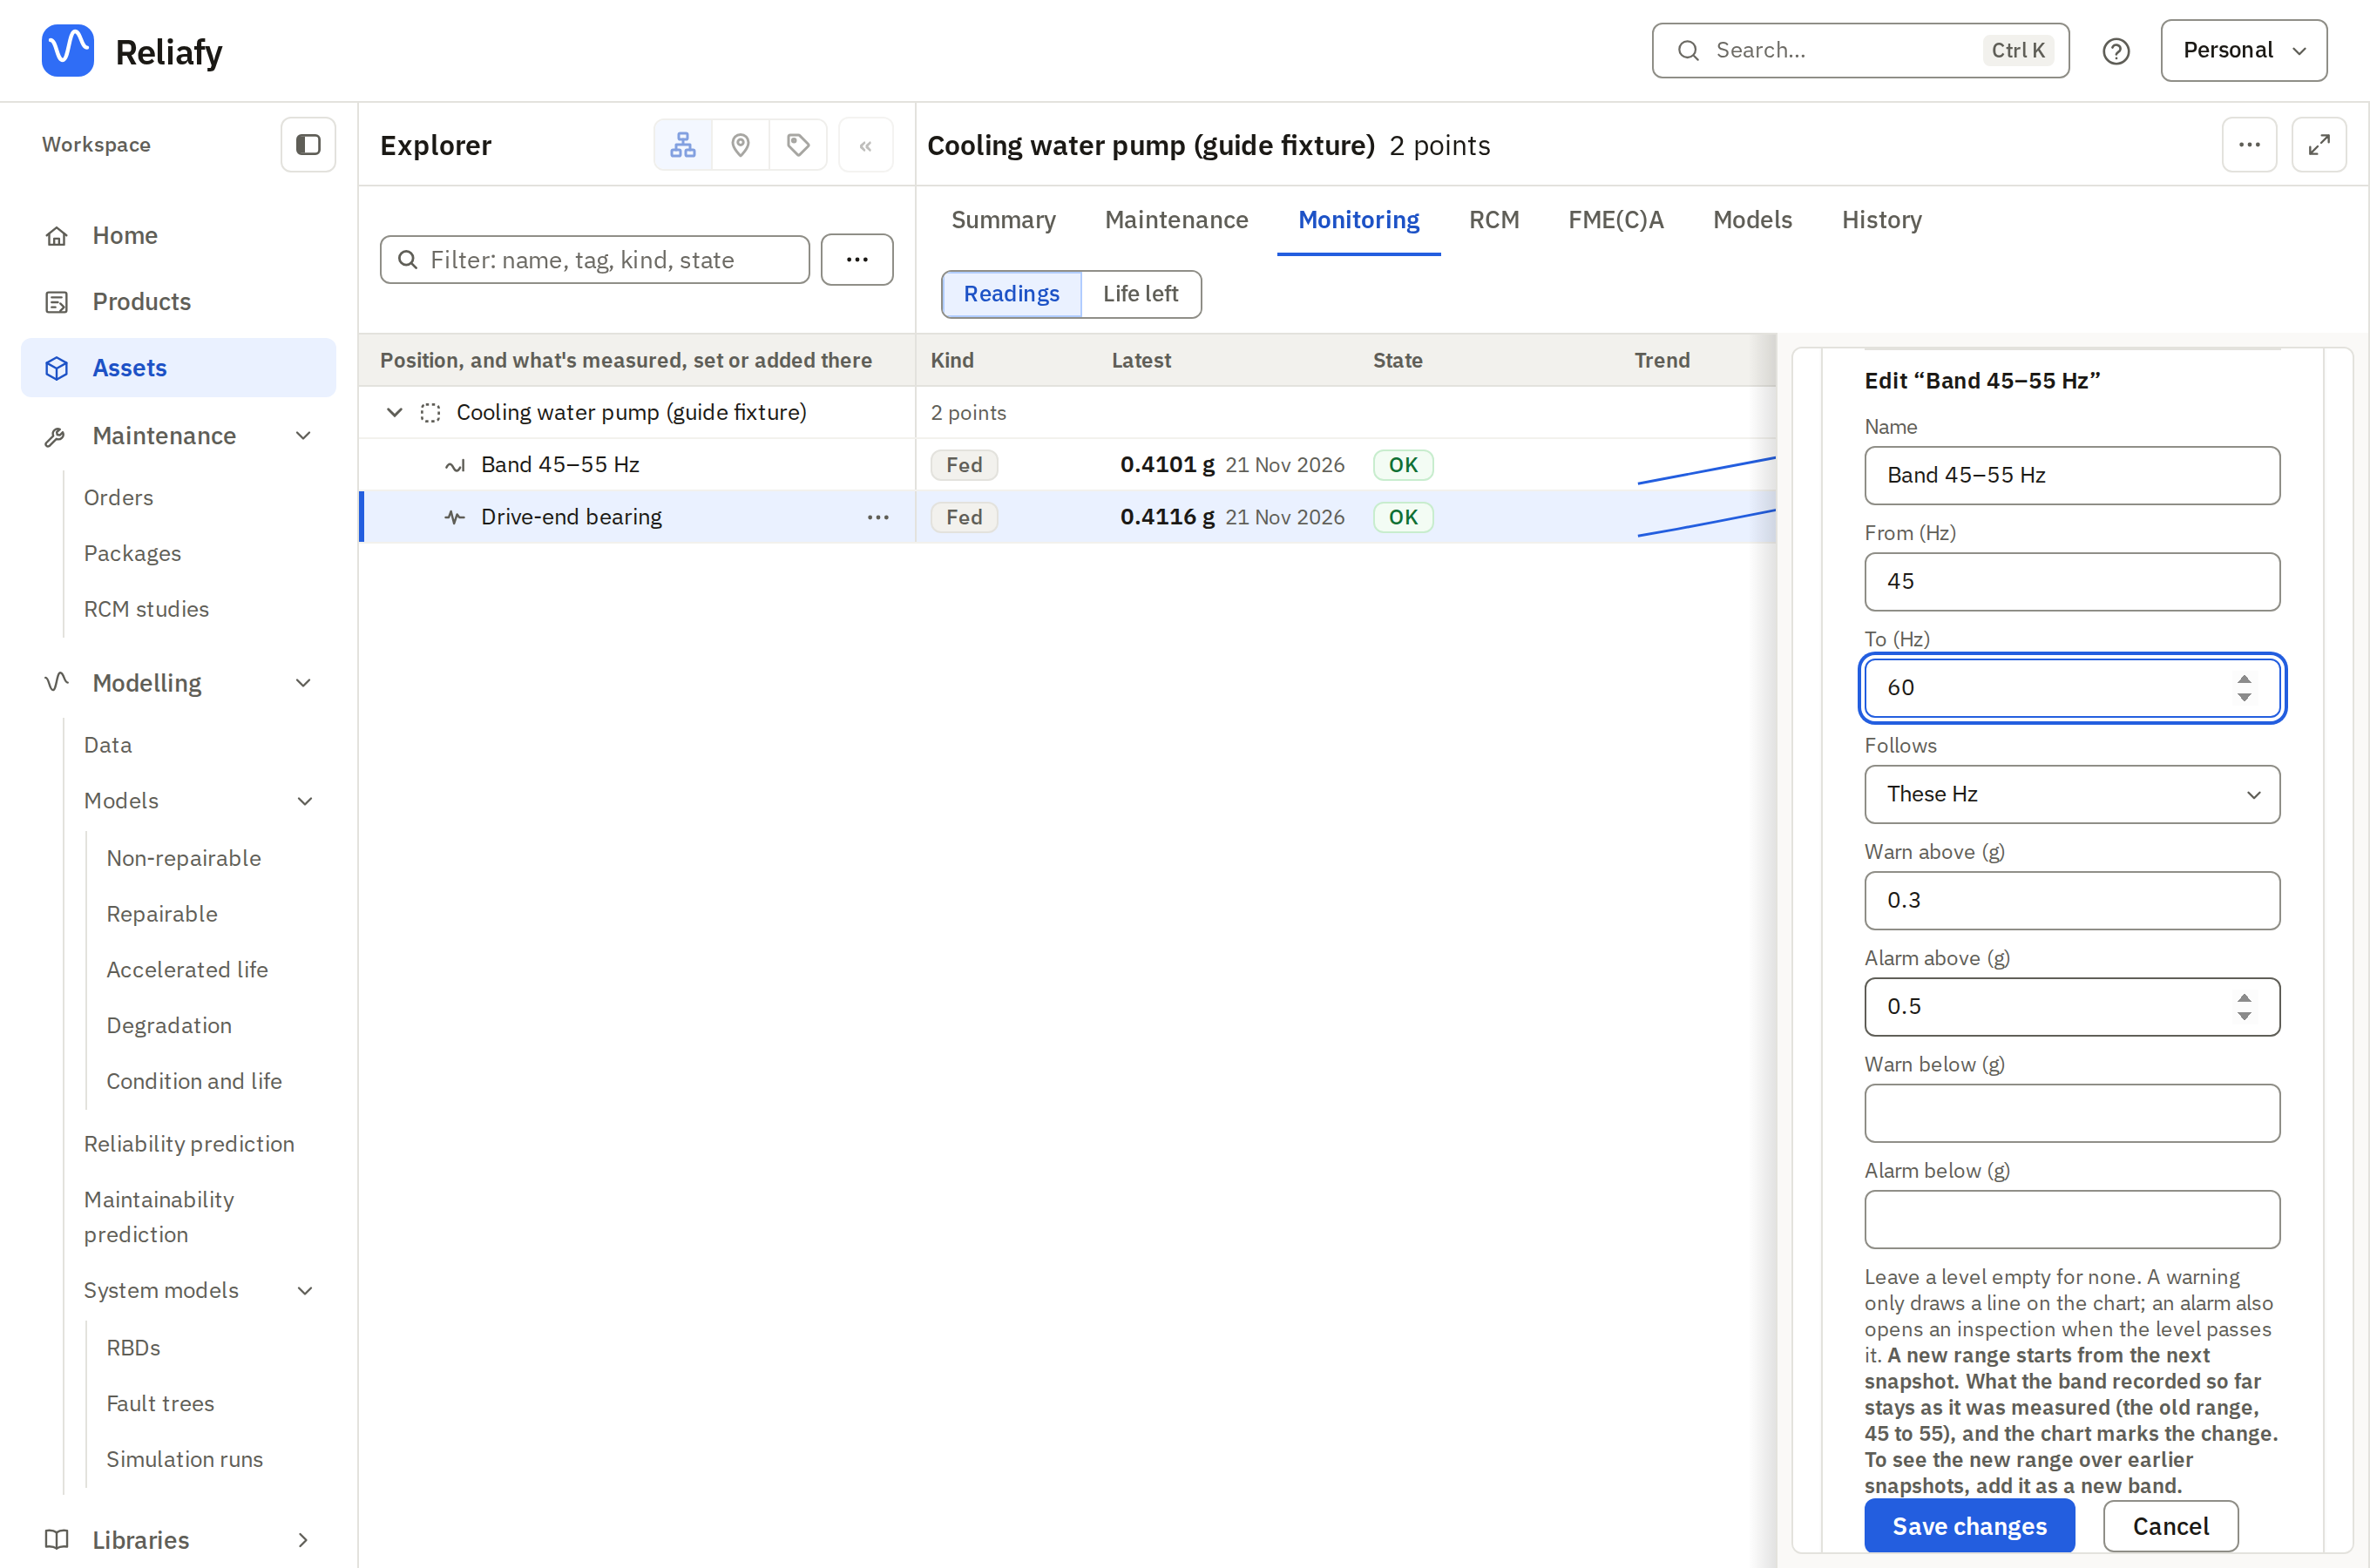 Reliafy
Search...
Ctrl K
Personal
Workspace
Home
Products
Assets
Maintenance
Orders
Packages
RCM studies
Modelling
Data
Models
Non-repairable
Repairable
Accelerated life
Degradation
Condition and life
Reliability prediction
Maintainability
prediction
System models
RBDs
Fault trees
Simulation runs
Libraries
Explorer
«
Filter: name, tag, kind, state
Cooling water pump (guide fixture) 2 points
Summary
Maintenance
Monitoring
RCM
FME(C)A
Models
History
Readings
Life left
Position, and what's measured, set or added there
Kind
Latest
State
Trend
Cooling water pump (guide fixture)
2 points
Band 45–55 Hz
Fed
0.4101 g 21 Nov 2026
OK
Drive-end bearing
Fed
0.4116 g 21 Nov 2026
OK
Edit “Band 45–55 Hz”
Name
Band 45–55 Hz
From (Hz)
45
To (Hz)
60
Follows
These Hz
Warn above (g)
0.3
Alarm above (g)
0.5
Warn below (g)
Alarm below (g)
Leave a level empty for none. A warning
only draws a line on the chart; an alarm also
opens an inspection when the level passes
it. A new range starts from the next
snapshot. What the band recorded so far
stays as it was measured (the old range,
45 to 55), and the chart marks the change.
To see the new range over earlier
snapshots, add it as a new band.
Save changes
Cancel